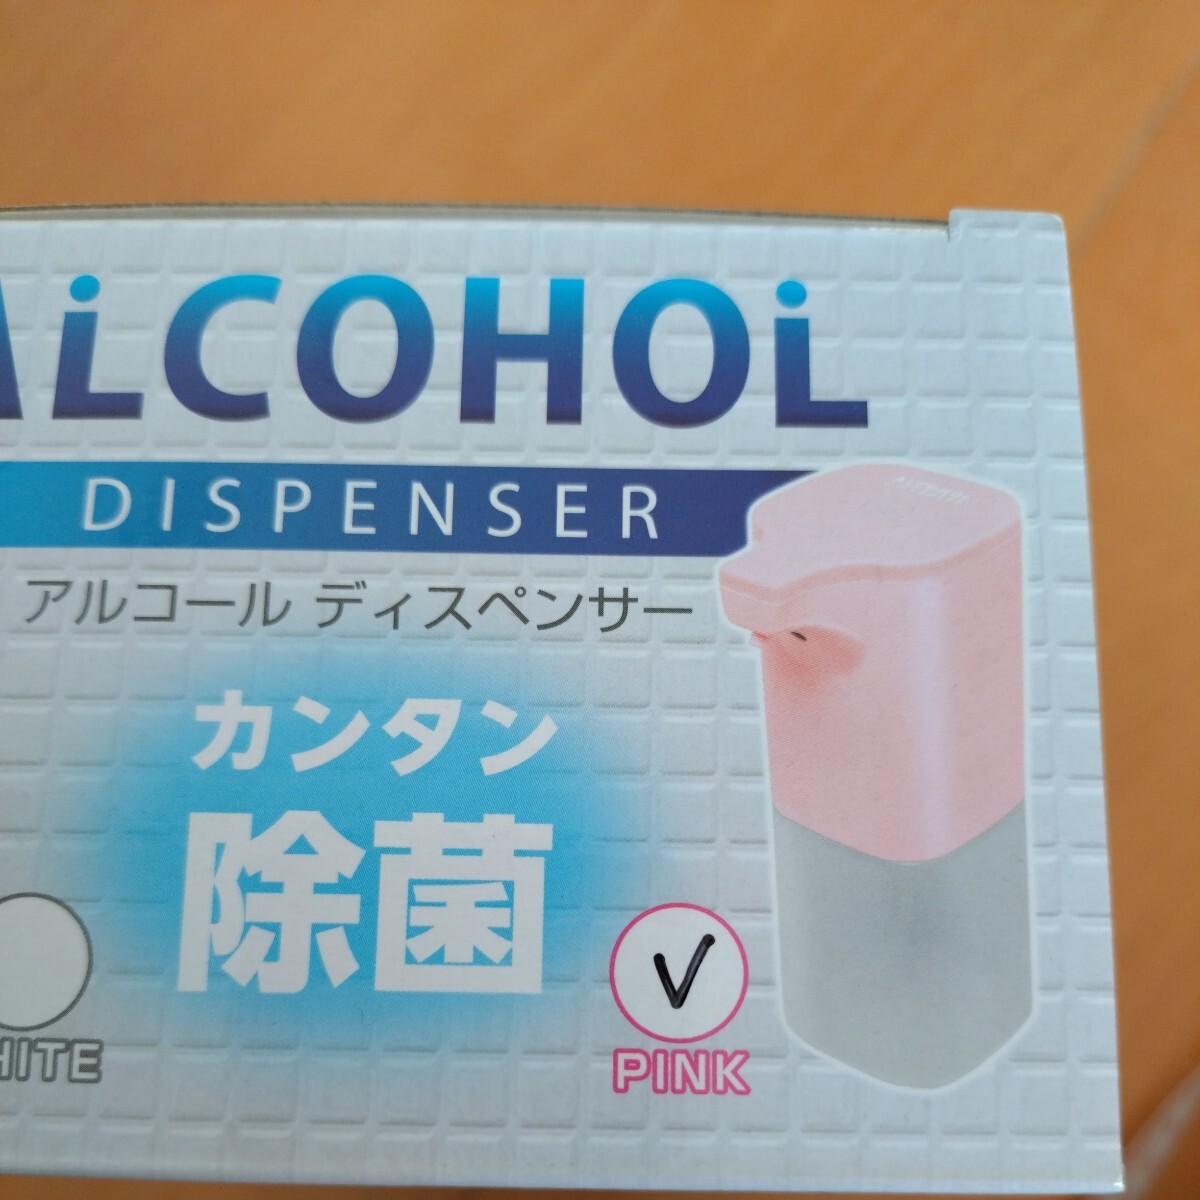 ALCOHOL
DISPENSER
アルコール ディスペンサー
カンタン
除菌
HITE
PINK